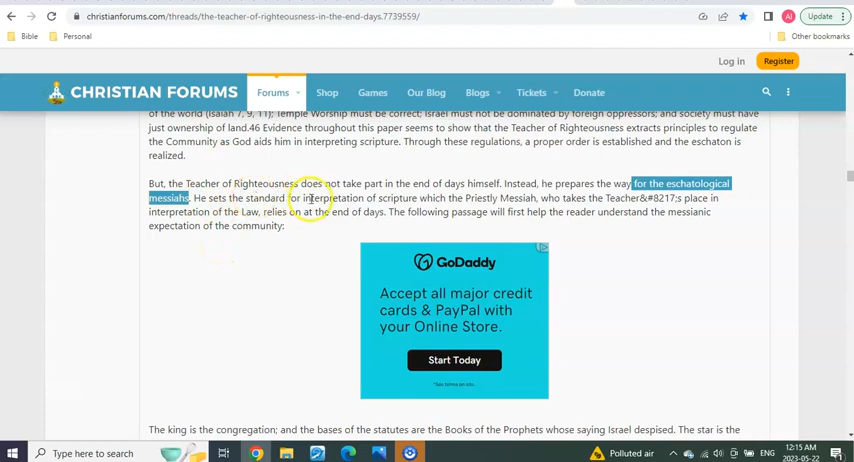 christianforums.com/threads/the-teacher-of-righteousness-in-the-end-days.7739559/
AI
Update
Bible
Personal
Other bookmarks
Log in
Register
CHRISTIAN FORUMS
Forums
Shop
Games
Our Blog
Blogs
Tickets
Donate
of the world (Isaiah 7, 9, 11); Temple Worship must be correct; Israel must not be dominated by foreign oppressors; and society must have
just ownership of land.46 Evidence throughout this paper seems to show that the Teacher of Righteousness extracts principles to regulate
the Community as God aids him in interpreting scripture. Through these regulations, a proper order is established and the eschaton is
realized.
But, the Teacher of Righteousness does not take part in the end of days himself. Instead, he prepares the way for the eschatological
messiahs. He sets the standard for interpretation of scripture which the Priestly Messiah, who takes the Teacher&#8217;s place in
interpretation of the Law, relies on at the end of days. The following passage will first help the reader understand the messianic
expectation of the community:
GoDaddy
Accept all major credit
cards & PayPal with
your Online Store.
Start Today
The king is the congregation; and the bases of the statutes are the Books of the Prophets whose saying Israel despised. The star is the
Type here to search
Polluted air
ENG
12:15 AM
2023-05-22